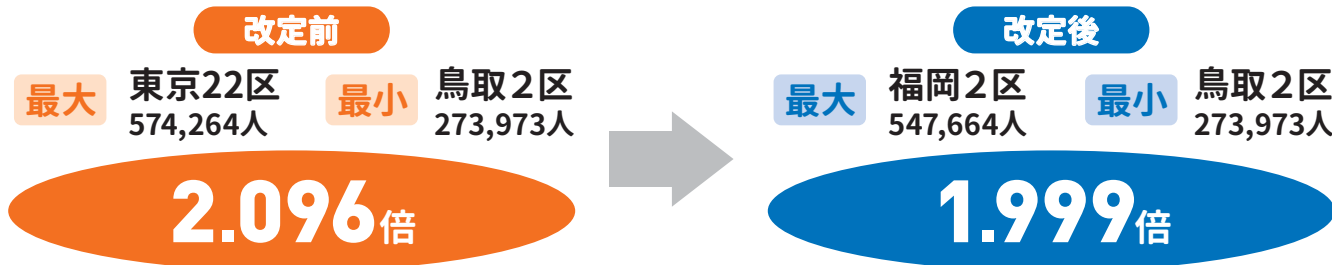 改定前
最大 東京22区 574,264人
最小 鳥取２区 273,973人
2.096倍
改定後
最大 福岡２区 547,664人
最小 鳥取２区 273,973人
1.999倍